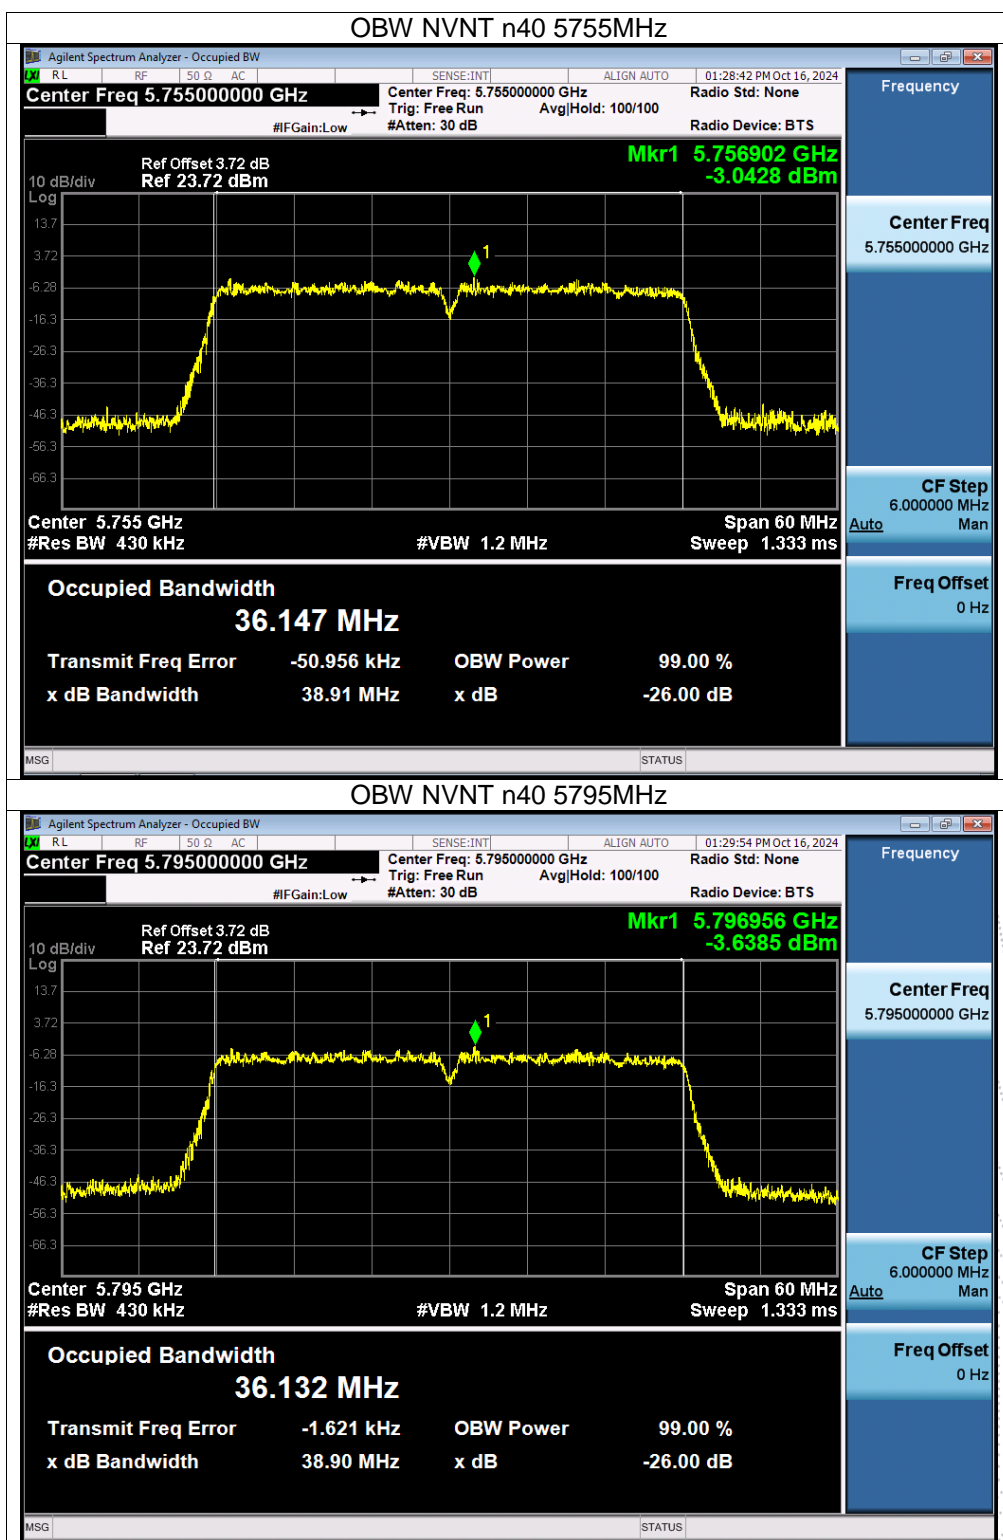 OBW NVNT n40 5755MHz
Agilent Spectrum Analyzer - Occupied BW
LXI RL RF 50 Ω AC SENSE:INT ALIGN AUTO 01:28:42 PM Oct 16, 2024
Center Freq 5.755000000 GHz
Center Freq: 5.755000000 GHz
Radio Std: None
Trig: Free Run Avg|Hold: 100/100
#IFGain:Low #Atten: 30 dB Radio Device: BTS
Mkr1 5.756902 GHz
-3.0428 dBm
Ref Offset 3.72 dB
10 dB/div Ref 23.72 dBm
Log
13.7
3.72
1
-6.28
-16.3
-26.3
-36.3
-46.3
-56.3
-66.3
Center 5.755 GHz Span 60 MHz
#Res BW 430 kHz #VBW 1.2 MHz Sweep 1.333 ms
Occupied Bandwidth
36.147 MHz
Transmit Freq Error -50.956 kHz OBW Power 99.00 %
x dB Bandwidth 38.91 MHz x dB -26.00 dB
MSG STATUS
Frequency
Center Freq
5.755000000 GHz
CF Step
6.000000 MHz
Auto Man
Freq Offset
0 Hz
OBW NVNT n40 5795MHz
Agilent Spectrum Analyzer - Occupied BW
LXI RL RF 50 Ω AC SENSE:INT ALIGN AUTO 01:29:54 PM Oct 16, 2024
Center Freq 5.795000000 GHz
Center Freq: 5.795000000 GHz
Radio Std: None
Trig: Free Run Avg|Hold: 100/100
#IFGain:Low #Atten: 30 dB Radio Device: BTS
Mkr1 5.796956 GHz
-3.6385 dBm
Ref Offset 3.72 dB
10 dB/div Ref 23.72 dBm
Log
13.7
3.72
1
-6.28
-16.3
-26.3
-36.3
-46.3
-56.3
-66.3
Center 5.795 GHz Span 60 MHz
#Res BW 430 kHz #VBW 1.2 MHz Sweep 1.333 ms
Occupied Bandwidth
36.132 MHz
Transmit Freq Error -1.621 kHz OBW Power 99.00 %
x dB Bandwidth 38.90 MHz x dB -26.00 dB
MSG STATUS
Frequency
Center Freq
5.795000000 GHz
CF Step
6.000000 MHz
Auto Man
Freq Offset
0 Hz